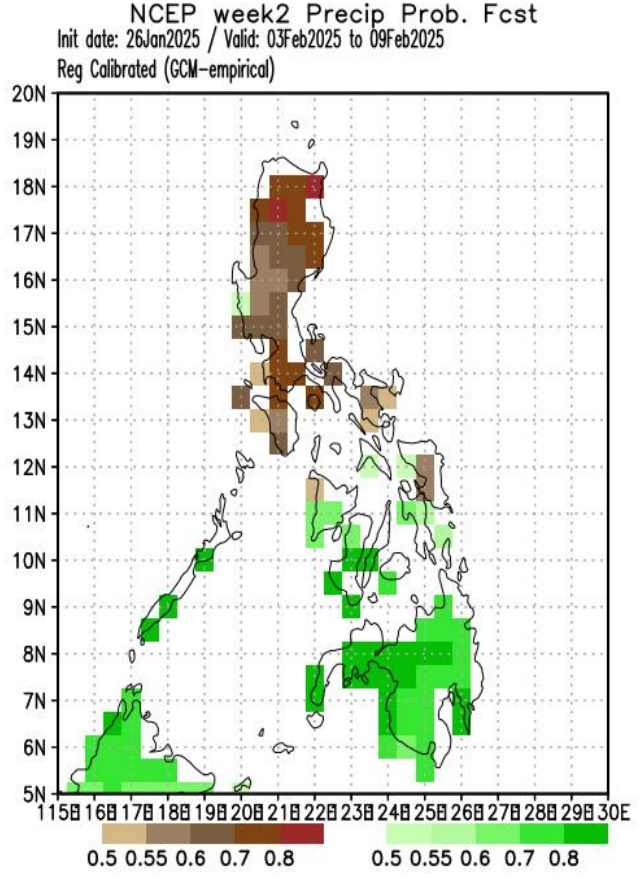 NCEP week2 Precip Prob. Fcst
Init date: 26Jan2025 / Valid: 03Feb2025 to 09Feb2025
Reg Calibrated (GCM-empirical)
20N
19N
18N
17N
16N
15N
14N
13N
12N
11N
10N
9N
8N
7N
6N
5N
115E 116E 117E 118E 119E 120E 121E 122E 123E 124E 125E 126E 127E 128E 129E 130E
0.5 0.55 0.6 0.7 0.8 0.5 0.55 0.6 0.7 0.8